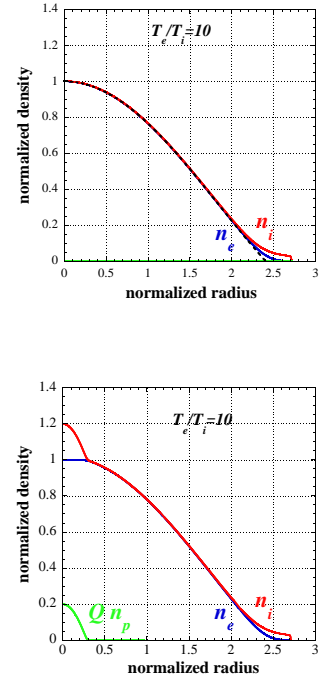 1.4
T_e/T_i=10
1.2
1
0.8
normalized density
0.6
0.4
0.2
n_e n_i
0
0 0.5 1 1.5 2 2.5 3
normalized radius
1.4
T_e/T_i=10
1.2
1
0.8
normalized density
0.6
0.4
0.2
Q n_p n_e n_i
0
0 0.5 1 1.5 2 2.5 3
normalized radius